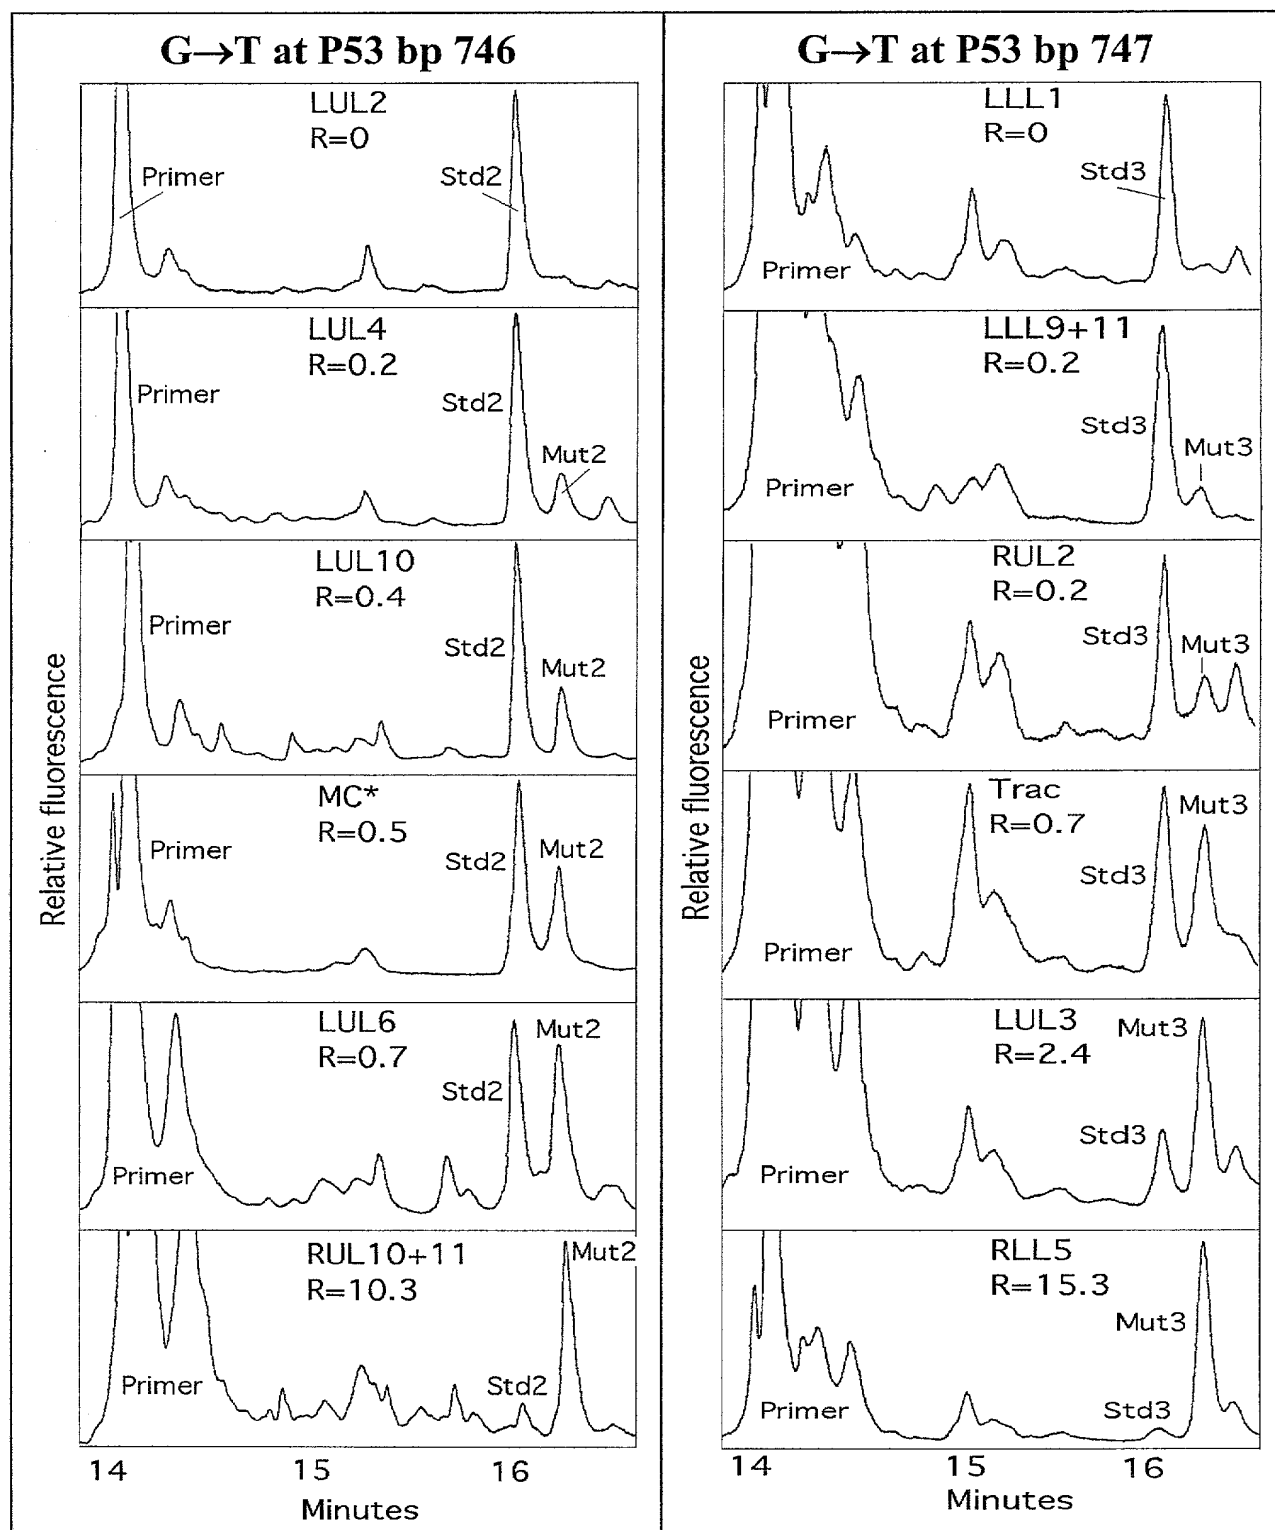 G→T at P53 bp 746
LUL2
R=0
Primer
Std2
LUL4
R=0.2
Primer
Std2
Mut2
LUL10
R=0.4
Primer
Std2
Mut2
MC*
R=0.5
Primer
Std2
Mut2
LUL6
R=0.7
Mut2
Std2
Primer
RUL10+11
R=10.3
Mut2
Primer
Std2
Relative fluorescence
14 15 16
Minutes
G→T at P53 bp 747
LLL1
R=0
Std3
Primer
LLL9+11
R=0.2
Std3
Mut3
Primer
RUL2
R=0.2
Std3
Mut3
Primer
Trac
R=0.7
Mut3
Std3
Primer
LUL3
R=2.4
Mut3
Std3
Primer
RLL5
R=15.3
Mut3
Primer
Std3
Relative fluorescence
14 15 16
Minutes